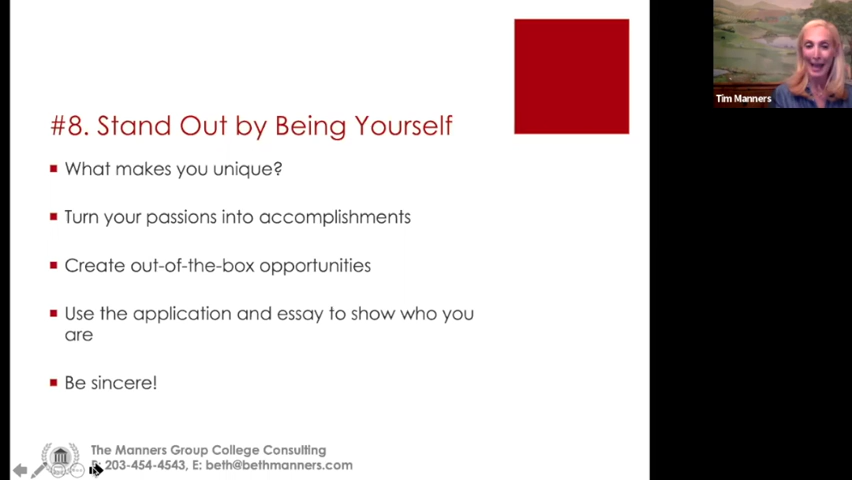 Tim Manners
#8. Stand Out by Being Yourself
What makes you unique?
Turn your passions into accomplishments
Create out-of-the-box opportunities
Use the application and essay to show who you
are
Be sincere!
The Manners Group College Consulting
203-454-4543, E: beth@bethmanners.com